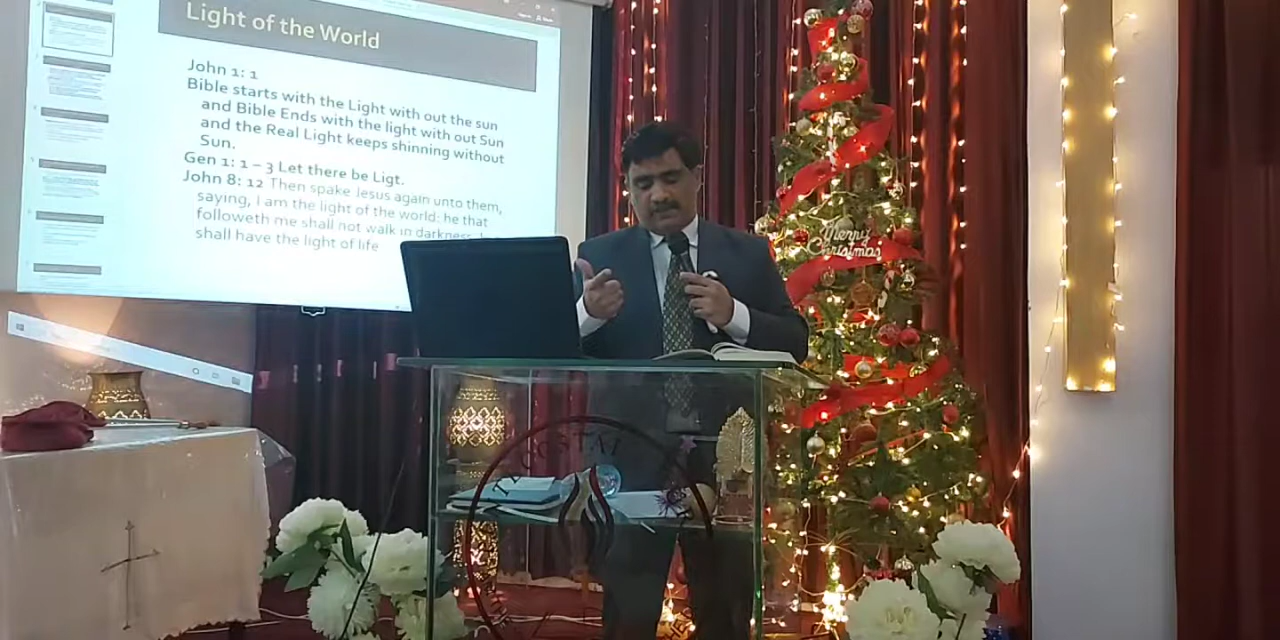 Light of the World
John 1: 1
Bible starts with the Light with out the sun
and Bible Ends with the light with out Sun
and the Real Light keeps shinning without
Sun.
Gen 1: 1 – 3 Let there be Ligt.
John 8: 12 Then spake Jesus again unto them,
saying, I am the light of the world: he that
followeth me shall not walk in darkness,
shall have the light of life
Merry
Christmas